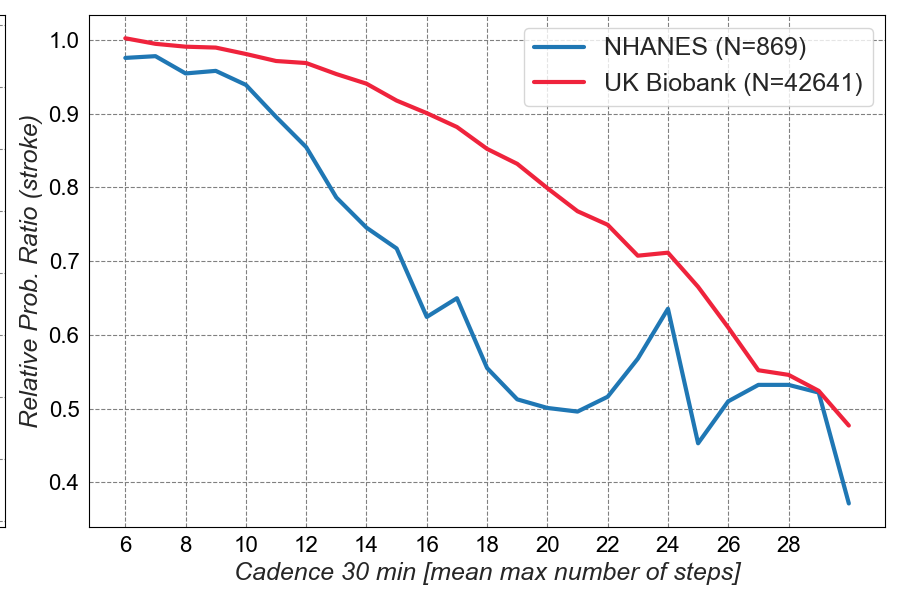 NHANES (N=869)
UK Biobank (N=42641)
Relative Prob. Ratio (stroke)
1.0
0.9
0.8
0.7
0.6
0.5
0.4
6 8 10 12 14 16 18 20 22 24 26 28
Cadence 30 min [mean max number of steps]